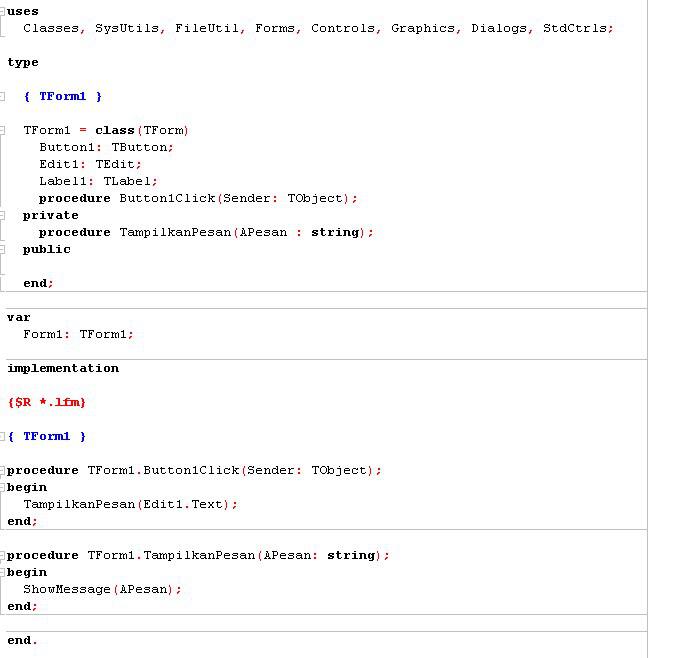 uses
  Classes, SysUtils, FileUtil, Forms, Controls, Graphics, Dialogs, StdCtrls;
type
  { TForm1 }
  TForm1 = class(TForm)
    Button1: TButton;
    Edit1: TEdit;
    Label1: TLabel;
    procedure Button1Click(Sender: TObject);
  private
    procedure TampilkanPesan(APesan : string);
  public
  end;
var
  Form1: TForm1;
implementation
{$R *.lfm}
{ TForm1 }
procedure TForm1.Button1Click(Sender: TObject);
begin
  TampilkanPesan(Edit1.Text);
end;
procedure TForm1.TampilkanPesan(APesan: string);
begin
  ShowMessage(APesan);
end;
end.